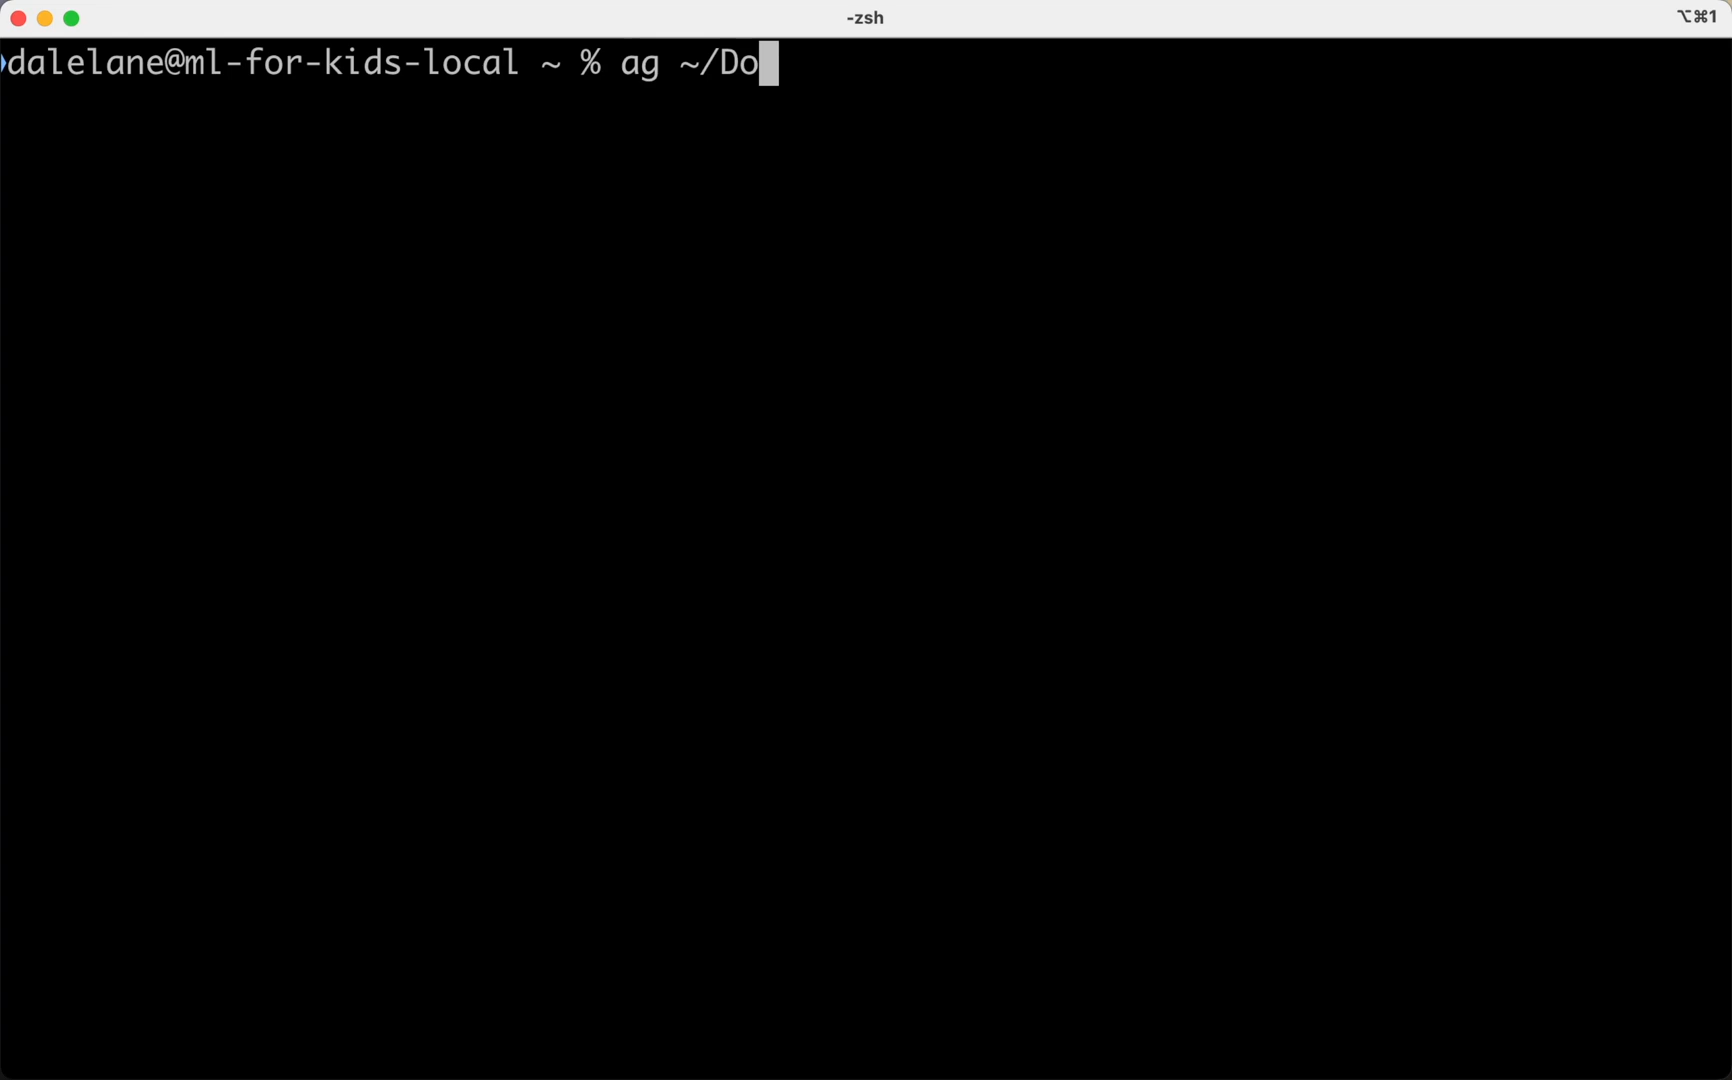 -zsh
⌥⌘1
dalelane@ml-for-kids-local ~ % ag ~/Do